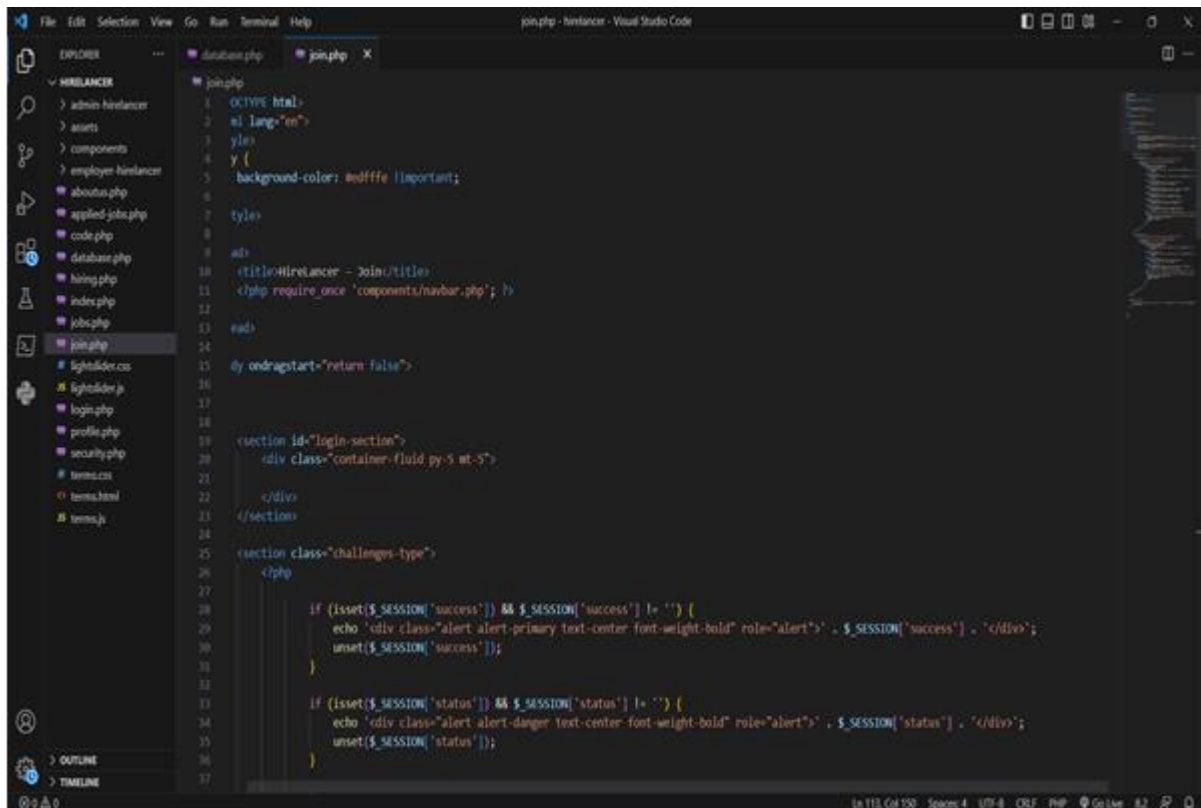 File Edit Selection View Go Run Terminal Help
join.php - hirelancer - Visual Studio Code
EXPLORER
HIRELANCER
admin-hirelancer
assets
components
employer-hirelancer
aboutus.php
applied-jobs.php
code.php
database.php
hiring.php
index.php
jobs.php
join.php
lightslider.css
JS lightslider.js
login.php
profile.php
security.php
# terms.css
<> terms.html
JS terms.js
OUTLINE
TIMELINE
database.php join.php X
join.php
1 OCTYPE html>
2 ml lang="en">
3 yle>
4 y {
5 background-color: #edfffe !important;
6
7 tyle>
8
9 ad>
10 <title>HireLancer – Join</title>
11 <?php require_once 'components/navbar.php'; ?>
12
13 ead>
14
15 dy ondragstart="return false">
16
17
18
19 <section id="login-section">
20 <div class="container-fluid py-5 mt-5">
21
22 </div>
23 </section>
24
25 <section class="challenges-type">
26 <?php
27
28 if (isset($_SESSION['success']) && $_SESSION['success'] != '') {
29 echo '<div class="alert alert-primary text-center font-weight-bold" role="alert">' . $_SESSION['success'] . '</div>';
30 unset($_SESSION['success']);
31 }
32
33 if (isset($_SESSION['status']) && $_SESSION['status'] != '') {
34 echo '<div class="alert alert-danger text-center font-weight-bold" role="alert">' . $_SESSION['status'] . '</div>';
35 unset($_SESSION['status']);
36 }
37
0 0 Ln 113, Col 150 Spaces: 4 UTF-8 CRLF PHP Go Live 8.2